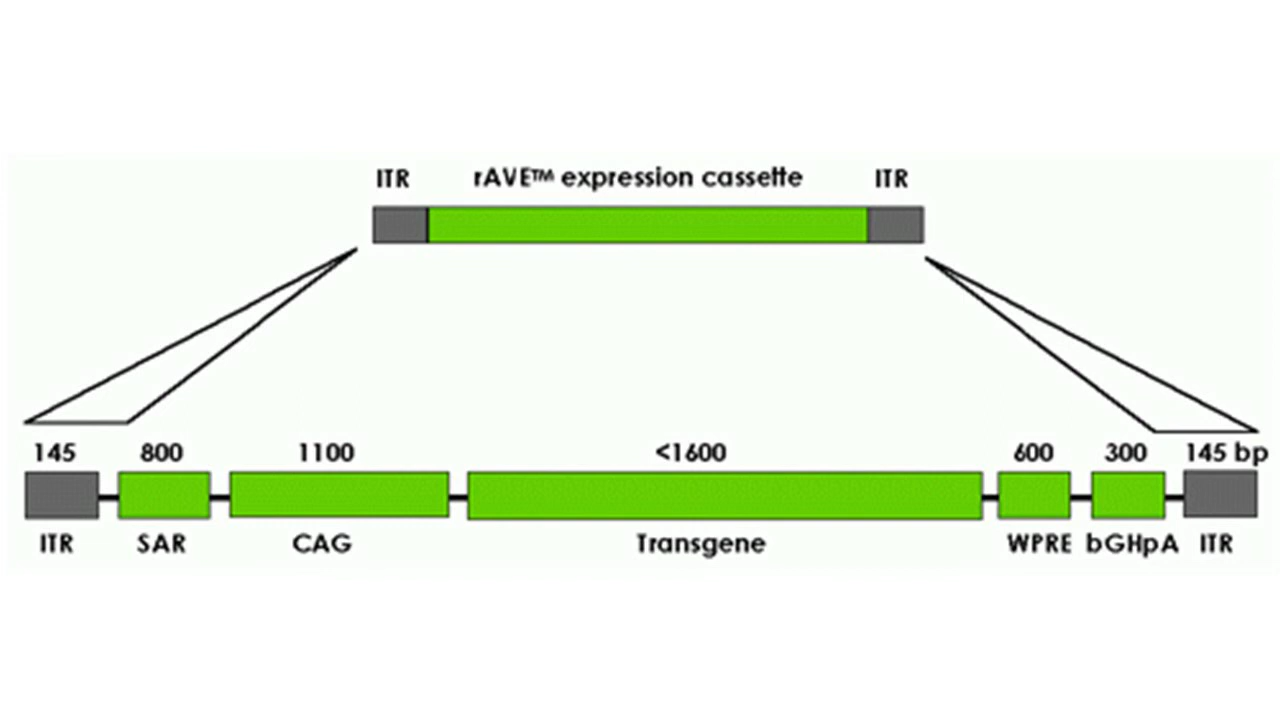 ITR rAVE™ expression cassette ITR
145 800 1100 <1600 600 300 145 bp
ITR SAR CAG Transgene WPRE bGHpA ITR